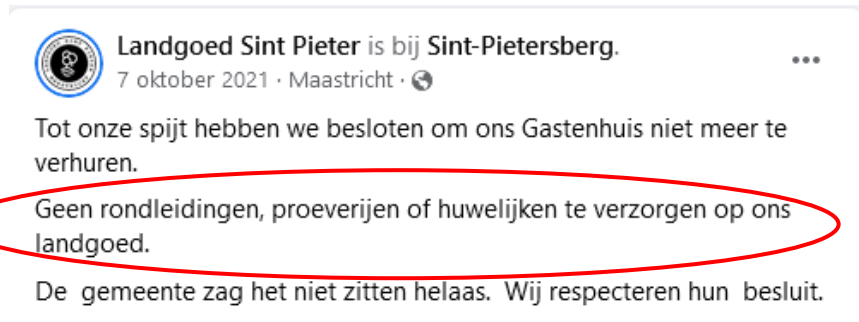 Landgoed Sint Pieter is bij Sint-Pietersberg.
7 oktober 2021 · Maastricht ·
Tot onze spijt hebben we besloten om ons Gastenhuis niet meer te
verhuren.
Geen rondleidingen, proeverijen of huwelijken te verzorgen op ons
landgoed.
De gemeente zag het niet zitten helaas. Wij respecteren hun besluit.